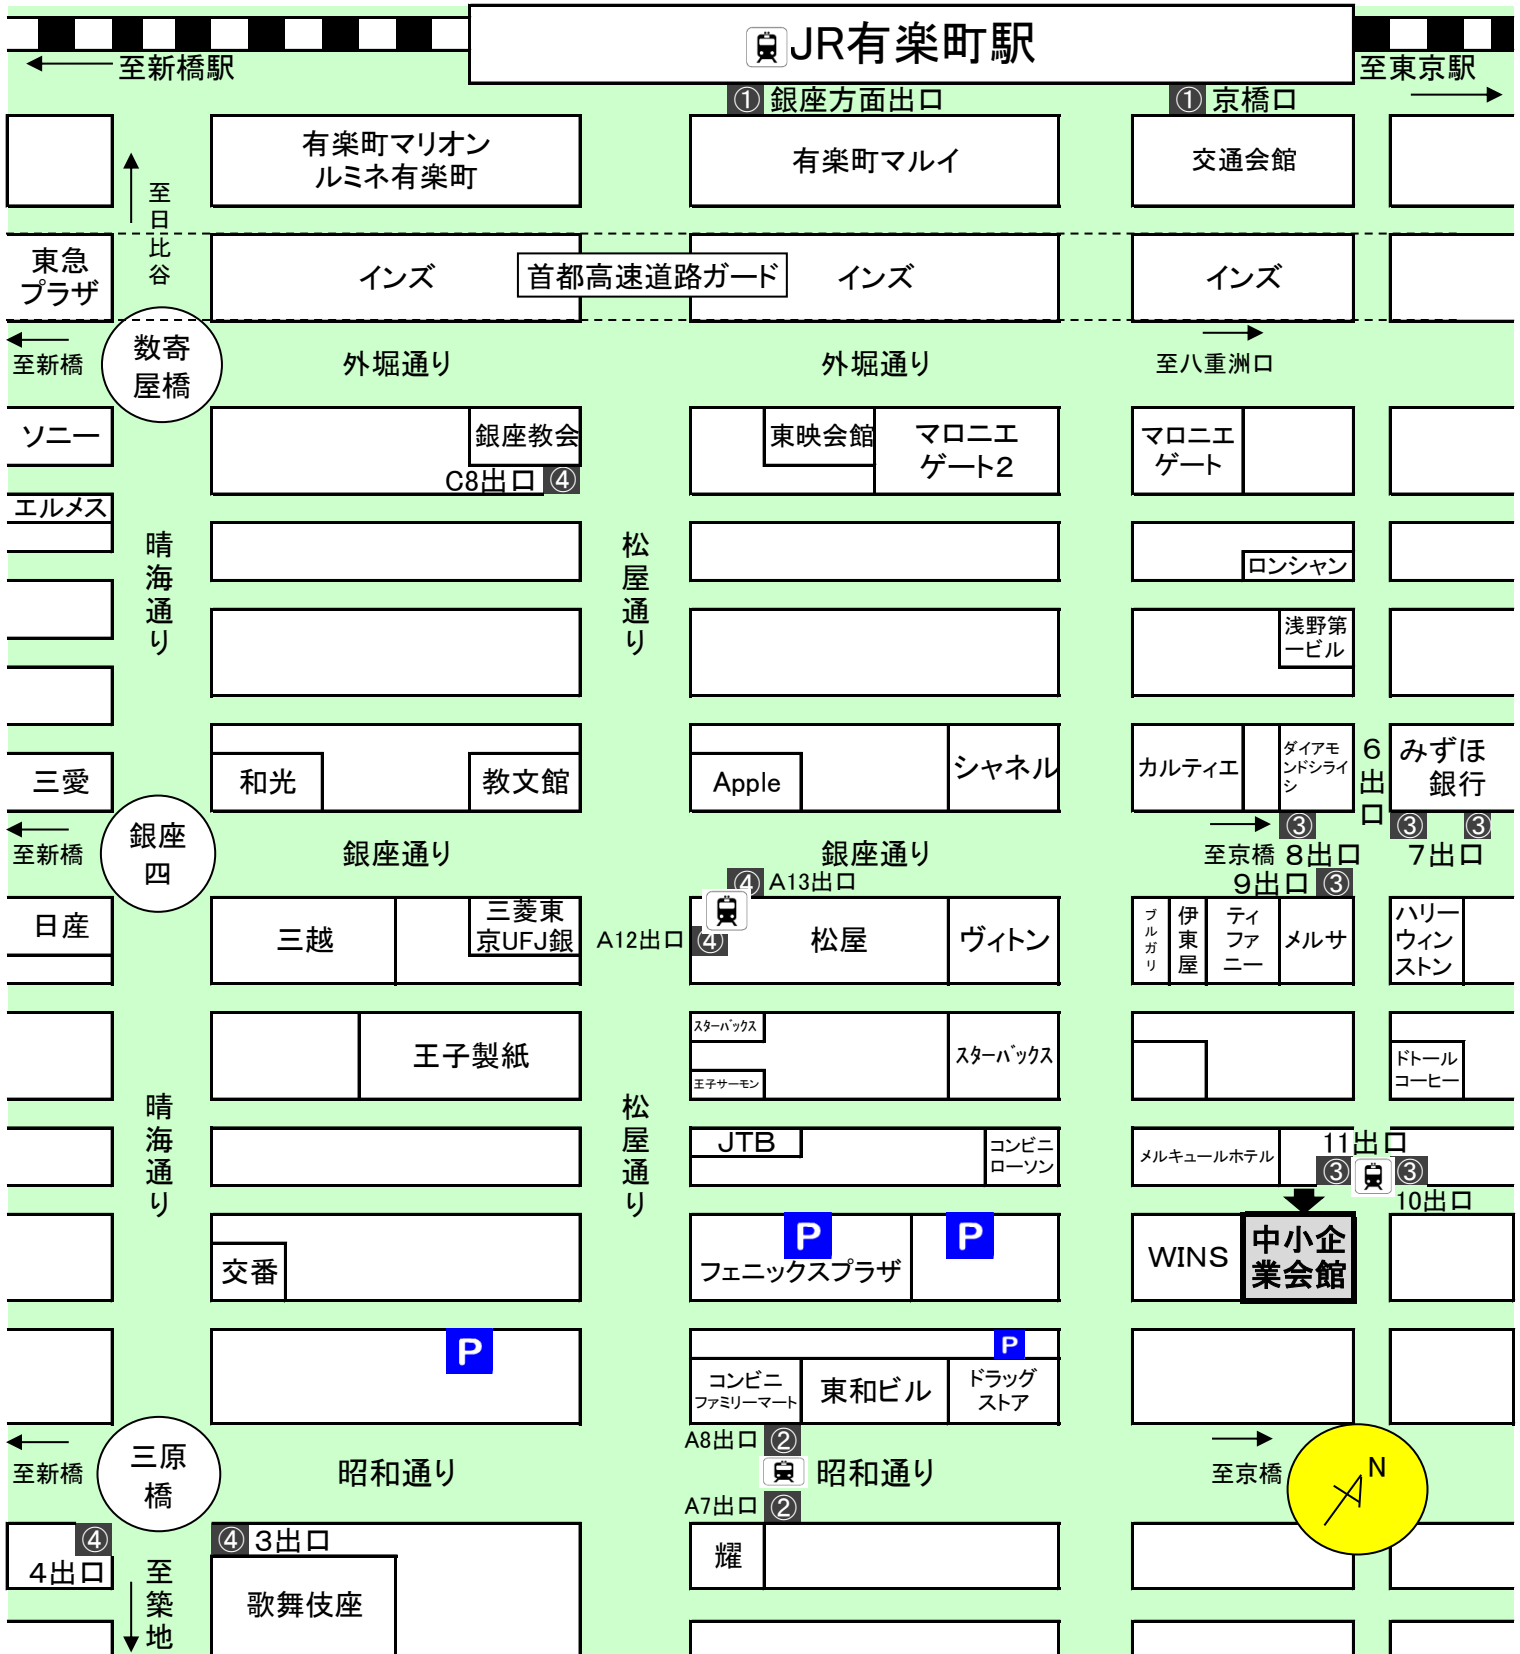 JR有楽町駅
至新橋駅
至東京駅
① 銀座方面出口
① 京橋口
有楽町マリオン
ルミネ有楽町
有楽町マルイ
交通会館
至日比谷
東急
プラザ
インズ
首都高速道路ガード
インズ
インズ
数寄
屋橋
至新橋
外堀通り
外堀通り
至八重洲口
ソニー
銀座教会
C8出口 ④
東映会館
マロニエ
ゲート2
マロニエ
ゲート
エルメス
晴海通り
松屋通り
ロンシャン
浅野第
一ビル
三愛
和光
教文館
Apple
シャネル
カルティエ
ダイアモ
ンドシライ
シ
6出口
みずほ
銀行
銀座
四
至新橋
銀座通り
銀座通り
至京橋
③
8出口
③
③
7出口
9出口 ③
④ A13出口
A12出口 ④
日産
三越
三菱東
京UFJ銀
松屋
ヴィトン
ブルガリ
伊東屋
ティ
ファ
ニー
メルサ
ハリー
ウィン
ストン
王子製紙
スターバックス
王子サーモン
スターバックス
ドトール
コーヒー
晴海通り
松屋通り
JTB
コンビニ
ローソン
メルキュールホテル
11出口
③
③
10出口
交番
P
フェニックスプラザ
P
WINS
中小企
業会館
P
P
コンビニ
ファミリーマート
東和ビル
ドラッグ
ストア
A8出口 ②
三原
橋
至新橋
昭和通り
昭和通り
至京橋
N
A7出口 ②
④
4出口
④ 3出口
耀
至築地
歌舞伎座